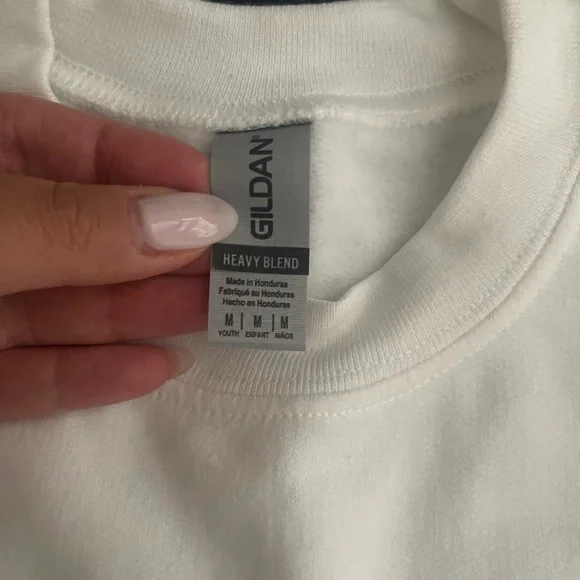 GILDAN®
HEAVY BLEND
Made in Honduras
Fabriqué au Honduras
Hecho en Honduras
M | M | M
YOUTH ENFANT NIÑOS